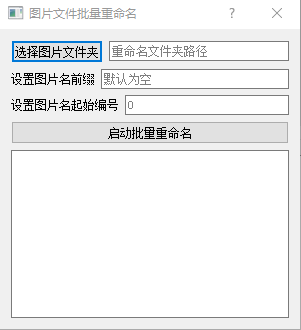 图片文件批量重命名 ?
选择图片文件夹 重命名文件夹路径
设置图片名前缀 默认为空
设置图片名起始编号 0
启动批量重命名